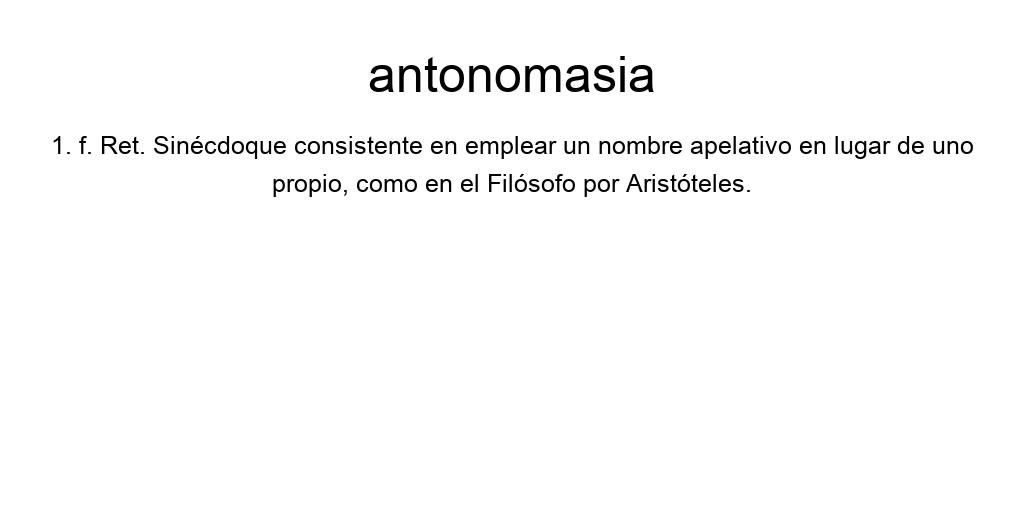 antonomasia
1. f. Ret. Sinécdoque consistente en emplear un nombre apelativo en lugar de uno
propio, como en el Filósofo por Aristóteles.